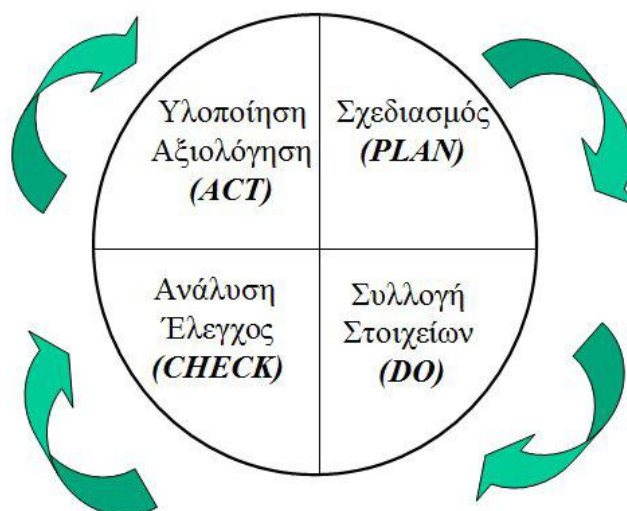 Υλοποίηση
Αξιολόγηση
(ACT)
Σχεδιασμός
(PLAN)
Ανάλυση
Έλεγχος
(CHECK)
Συλλογή
Στοιχείων
(DO)